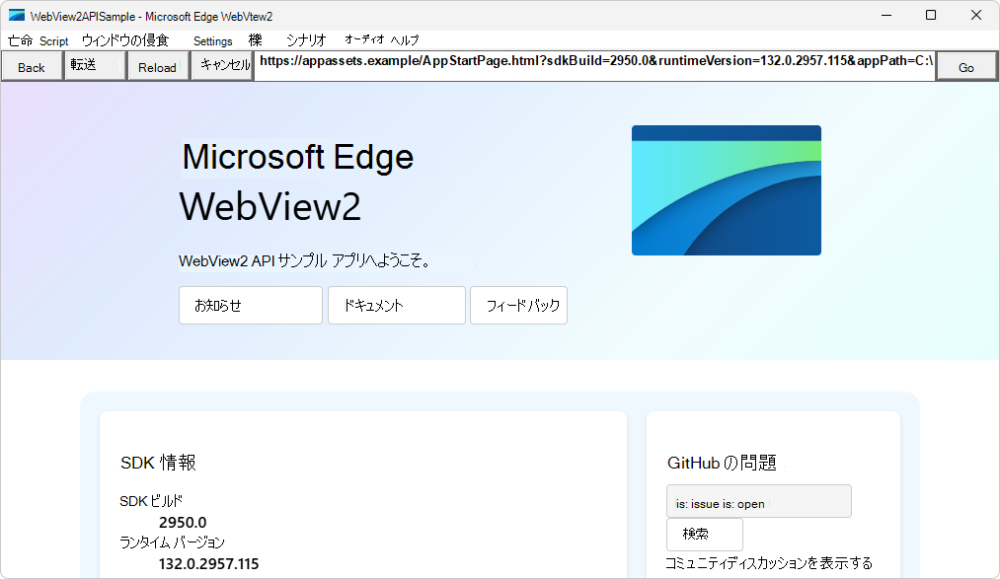 WebView2APISample - Microsoft Edge WebVtew2
亡命 Script ウィンドウの侵食 Settings 檪 シナリオ オーディオ ヘルプ
Back 転送 Reload キャンセル https://appassets.example/AppStartPage.html?sdkBuild=2950.0&runtimeVersion=132.0.2957.115&appPath=C:\ Go
Microsoft Edge
WebView2
WebView2 API サンプル アプリへようこそ。
お知らせ ドキュメント フィードバック
SDK 情報
SDK ビルド
2950.0
ランタイム バージョン
132.0.2957.115
GitHub の問題
is: issue is: open
検索
コミュニティディスカッションを表示する